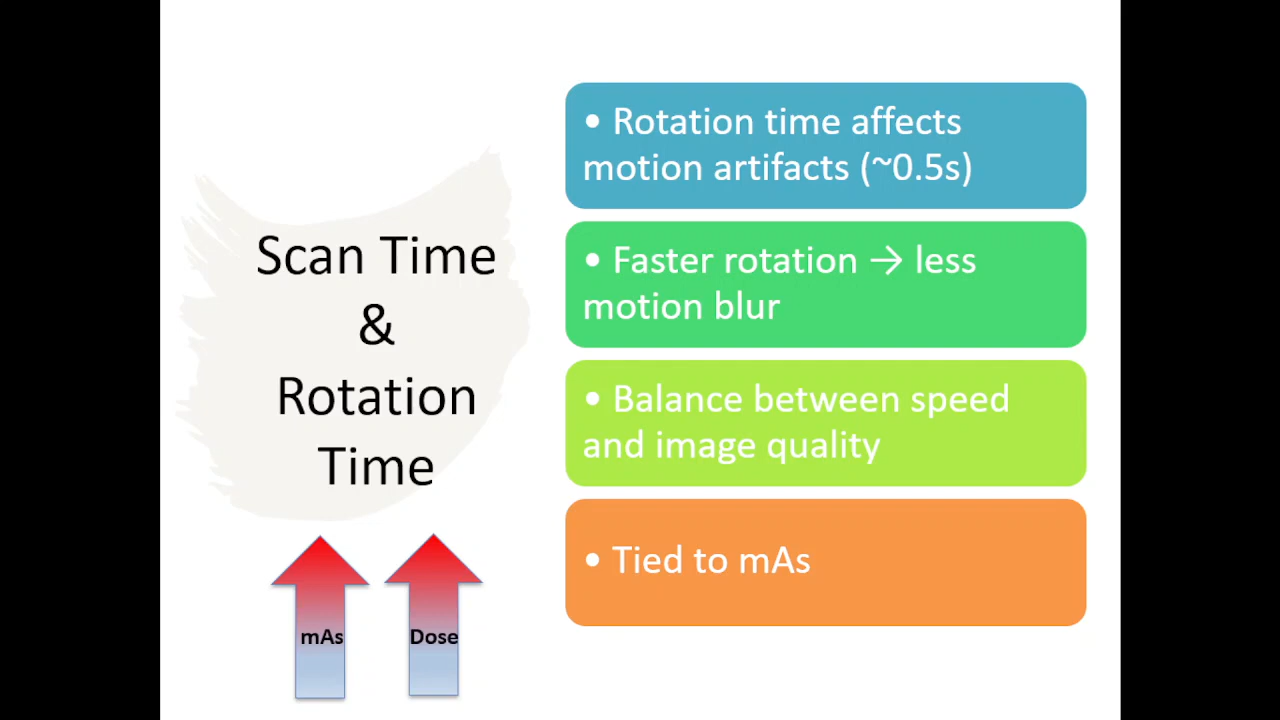 Scan Time
&
Rotation
Time
mAs
Dose
• Rotation time affects
motion artifacts (~0.5s)
• Faster rotation → less
motion blur
• Balance between speed
and image quality
• Tied to mAs